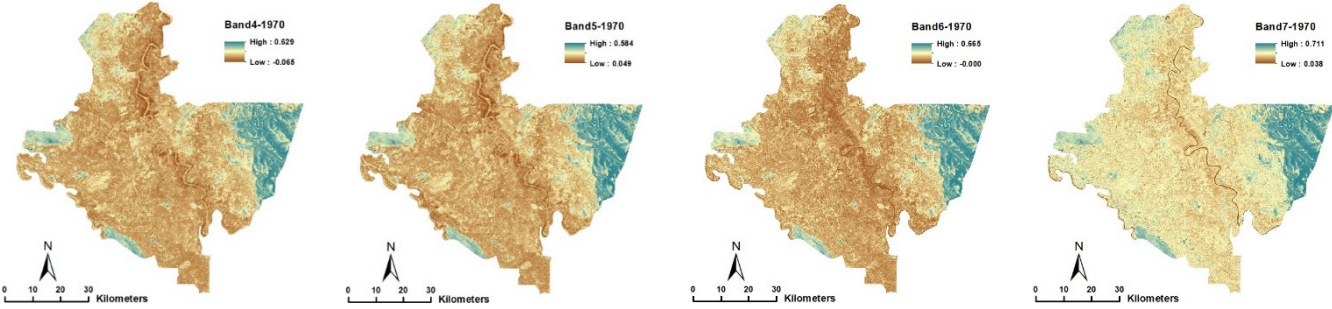 Band4-1970
High : 0.629
Low : -0.065
N
0 10 20 30
Kilometers
Band5-1970
High : 0.584
Low : 0.049
N
0 10 20 30
Kilometers
Band6-1970
High : 0.665
Low : -0.000
N
0 10 20 30
Kilometers
Band7-1970
High : 0.711
Low : 0.038
N
0 10 20 30
Kilometers